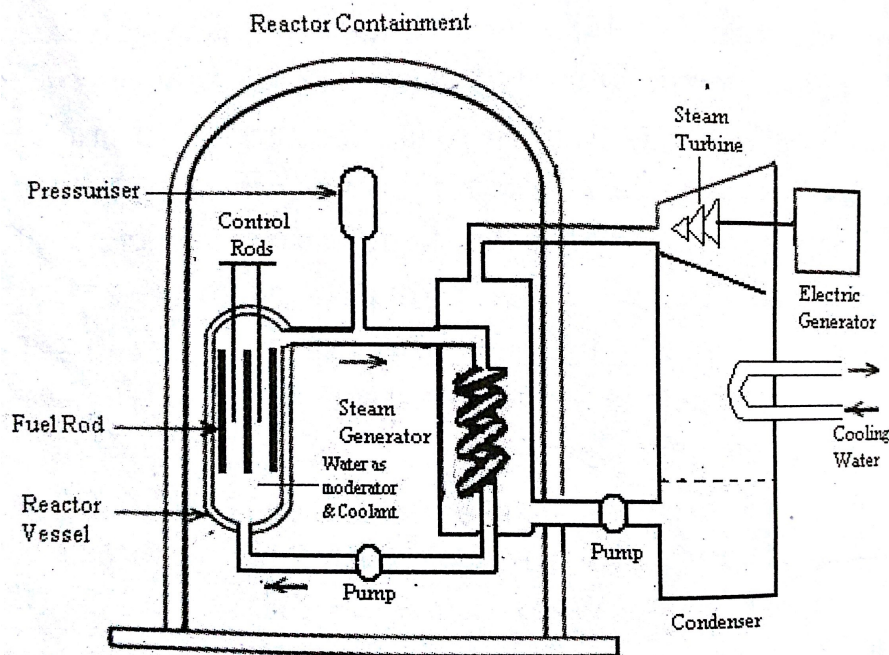 Reactor Containment
Steam
Turbine
Pressuriser
Control
Rods
Electric
Generator
Fuel Rod
Steam
Generator
Cooling
Water
Water as
moderator
& Coolant
Reactor
Vessel
Pump
Pump
Condenser